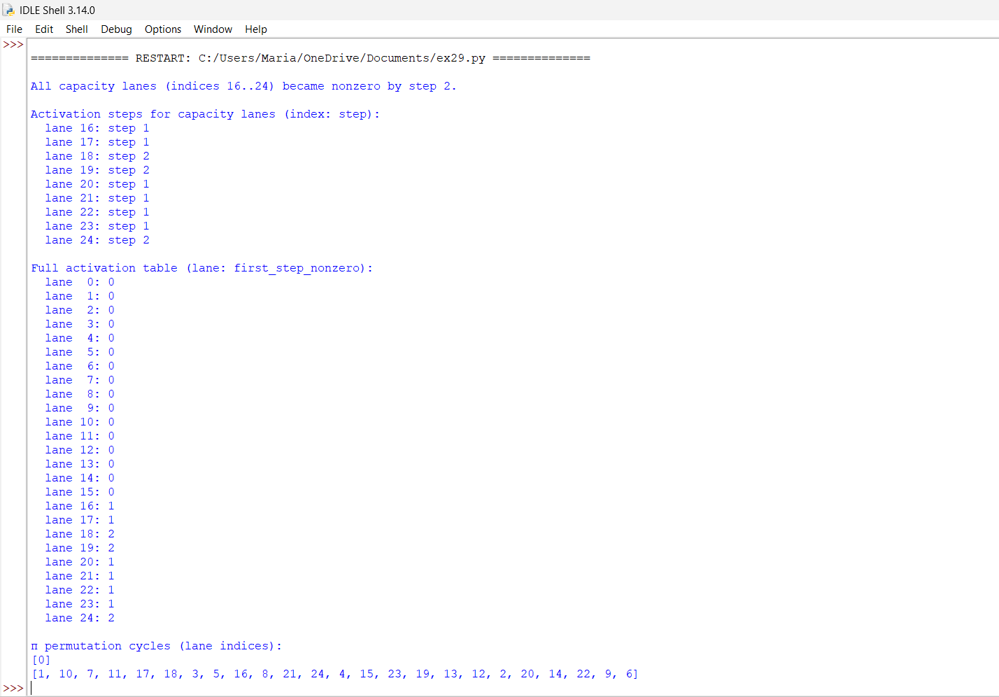 IDLE Shell 3.14.0
File Edit Shell Debug Options Window Help
>>>
============== RESTART: C:/Users/Maria/OneDrive/Documents/ex29.py ==============
All capacity lanes (indices 16..24) became nonzero by step 2.
Activation steps for capacity lanes (index: step):
  lane 16: step 1
  lane 17: step 1
  lane 18: step 2
  lane 19: step 2
  lane 20: step 1
  lane 21: step 1
  lane 22: step 1
  lane 23: step 1
  lane 24: step 2
Full activation table (lane: first_step_nonzero):
  lane  0: 0
  lane  1: 0
  lane  2: 0
  lane  3: 0
  lane  4: 0
  lane  5: 0
  lane  6: 0
  lane  7: 0
  lane  8: 0
  lane  9: 0
  lane 10: 0
  lane 11: 0
  lane 12: 0
  lane 13: 0
  lane 14: 0
  lane 15: 0
  lane 16: 1
  lane 17: 1
  lane 18: 2
  lane 19: 2
  lane 20: 1
  lane 21: 1
  lane 22: 1
  lane 23: 1
  lane 24: 2
π permutation cycles (lane indices):
[0]
[1, 10, 7, 11, 17, 18, 3, 5, 16, 8, 21, 24, 4, 15, 23, 19, 13, 12, 2, 20, 14, 22, 9, 6]
>>>